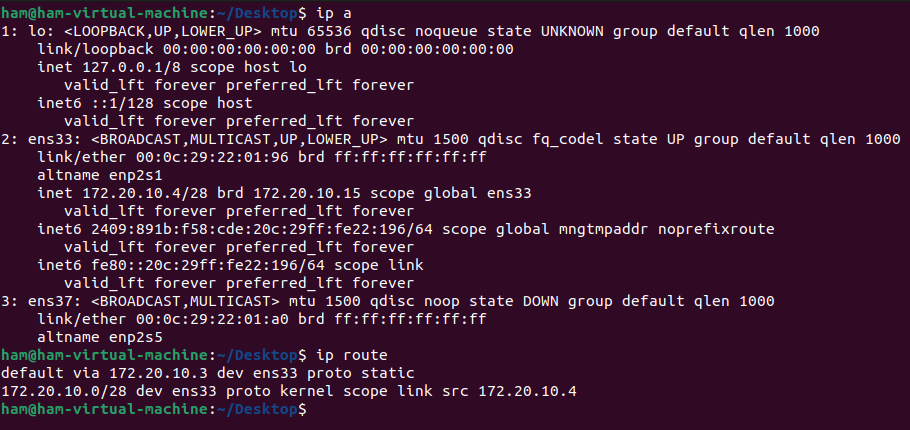 ham@ham-virtual-machine:~/Desktop$ ip a
1: lo: <LOOPBACK,UP,LOWER_UP> mtu 65536 qdisc noqueue state UNKNOWN group default qlen 1000
    link/loopback 00:00:00:00:00:00 brd 00:00:00:00:00:00
    inet 127.0.0.1/8 scope host lo
       valid_lft forever preferred_lft forever
    inet6 ::1/128 scope host
       valid_lft forever preferred_lft forever
2: ens33: <BROADCAST,MULTICAST,UP,LOWER_UP> mtu 1500 qdisc fq_codel state UP group default qlen 1000
    link/ether 00:0c:29:22:01:96 brd ff:ff:ff:ff:ff:ff
    altname enp2s1
    inet 172.20.10.4/28 brd 172.20.10.15 scope global ens33
       valid_lft forever preferred_lft forever
    inet6 2409:891b:f58:cde:20c:29ff:fe22:196/64 scope global mngtmpaddr noprefixroute
       valid_lft forever preferred_lft forever
    inet6 fe80::20c:29ff:fe22:196/64 scope link
       valid_lft forever preferred_lft forever
3: ens37: <BROADCAST,MULTICAST> mtu 1500 qdisc noop state DOWN group default qlen 1000
    link/ether 00:0c:29:22:01:a0 brd ff:ff:ff:ff:ff:ff
    altname enp2s5
ham@ham-virtual-machine:~/Desktop$ ip route
default via 172.20.10.3 dev ens33 proto static
172.20.10.0/28 dev ens33 proto kernel scope link src 172.20.10.4
ham@ham-virtual-machine:~/Desktop$